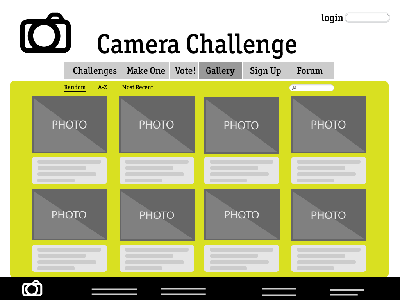 login
Camera Challenge
Challenges Make One Vote! Gallery Sign Up Forum
Random A-Z Most Recent
PHOTO PHOTO PHOTO PHOTO
PHOTO PHOTO PHOTO PHOTO